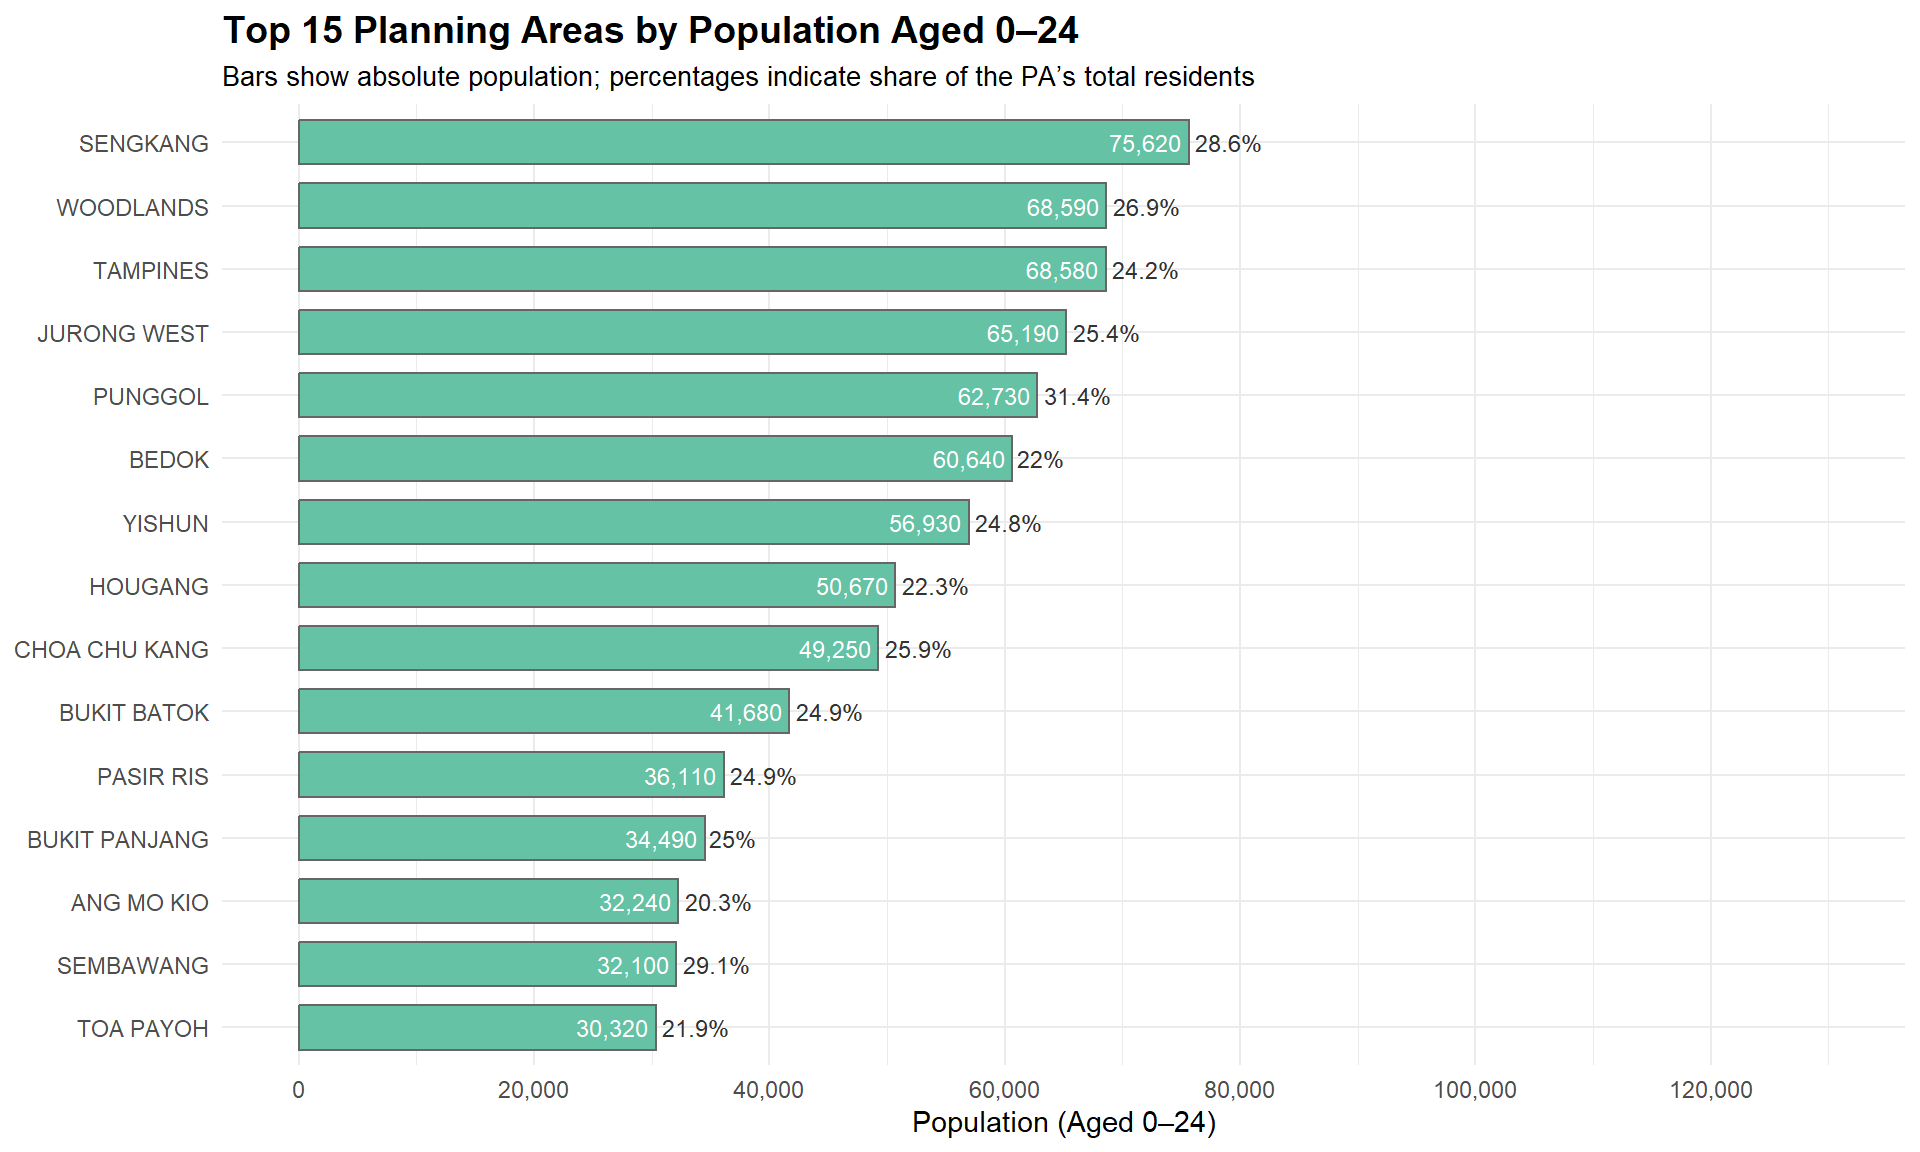 Top 15 Planning Areas by Population Aged 0–24
Bars show absolute population; percentages indicate share of the PA’s total residents
SENGKANG 75,620 28.6%
WOODLANDS 68,590 26.9%
TAMPINES 68,580 24.2%
JURONG WEST 65,190 25.4%
PUNGGOL 62,730 31.4%
BEDOK 60,640 22%
YISHUN 56,930 24.8%
HOUGANG 50,670 22.3%
CHOA CHU KANG 49,250 25.9%
BUKIT BATOK 41,680 24.9%
PASIR RIS 36,110 24.9%
BUKIT PANJANG 34,490 25%
ANG MO KIO 32,240 20.3%
SEMBAWANG 32,100 29.1%
TOA PAYOH 30,320 21.9%
0 20,000 40,000 60,000 80,000 100,000 120,000
Population (Aged 0–24)